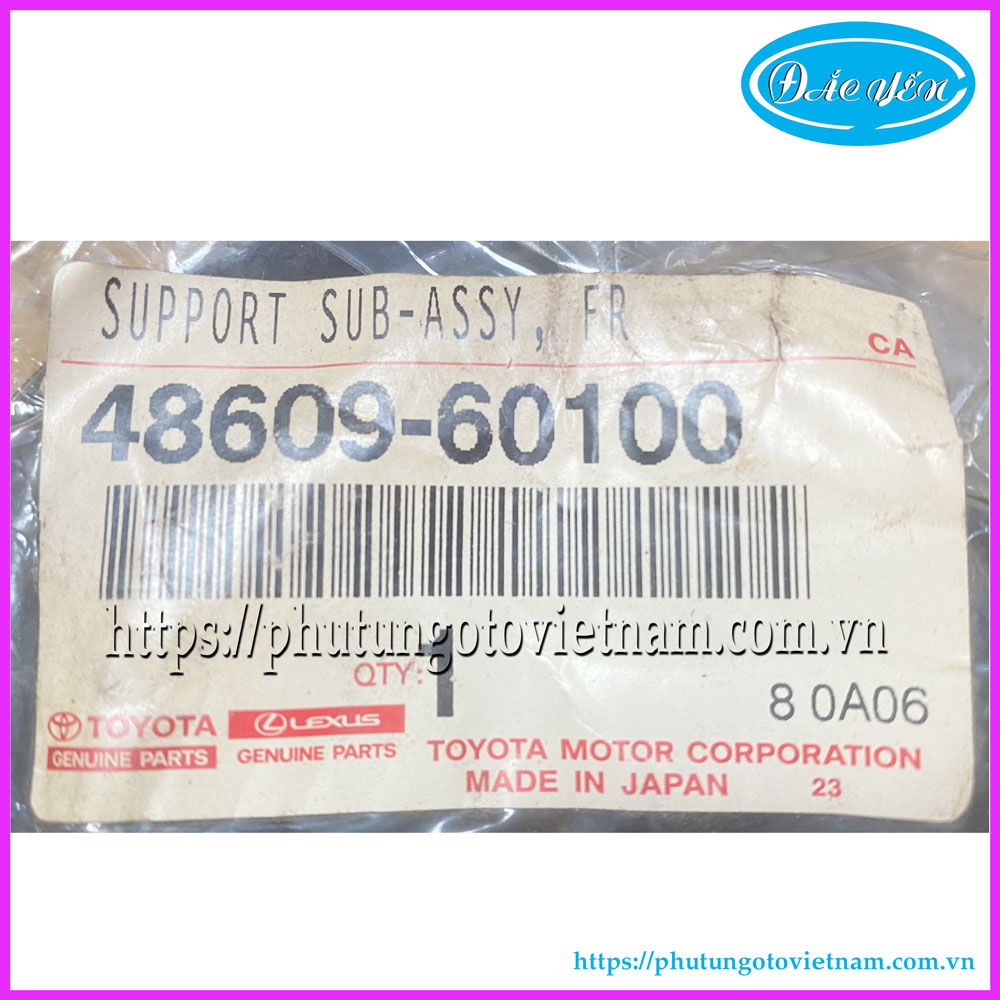 ĐẮC YẾN
SUPPORT SUB-ASSY, FR
CA
48609-60100
https://phutungotovietnam.com.vn
QTY: 1
8 0A06
TOYOTA LEXUS
GENUINE PARTS GENUINE PARTS
TOYOTA MOTOR CORPORATION
MADE IN JAPAN 23
https://phutungotovietnam.com.vn